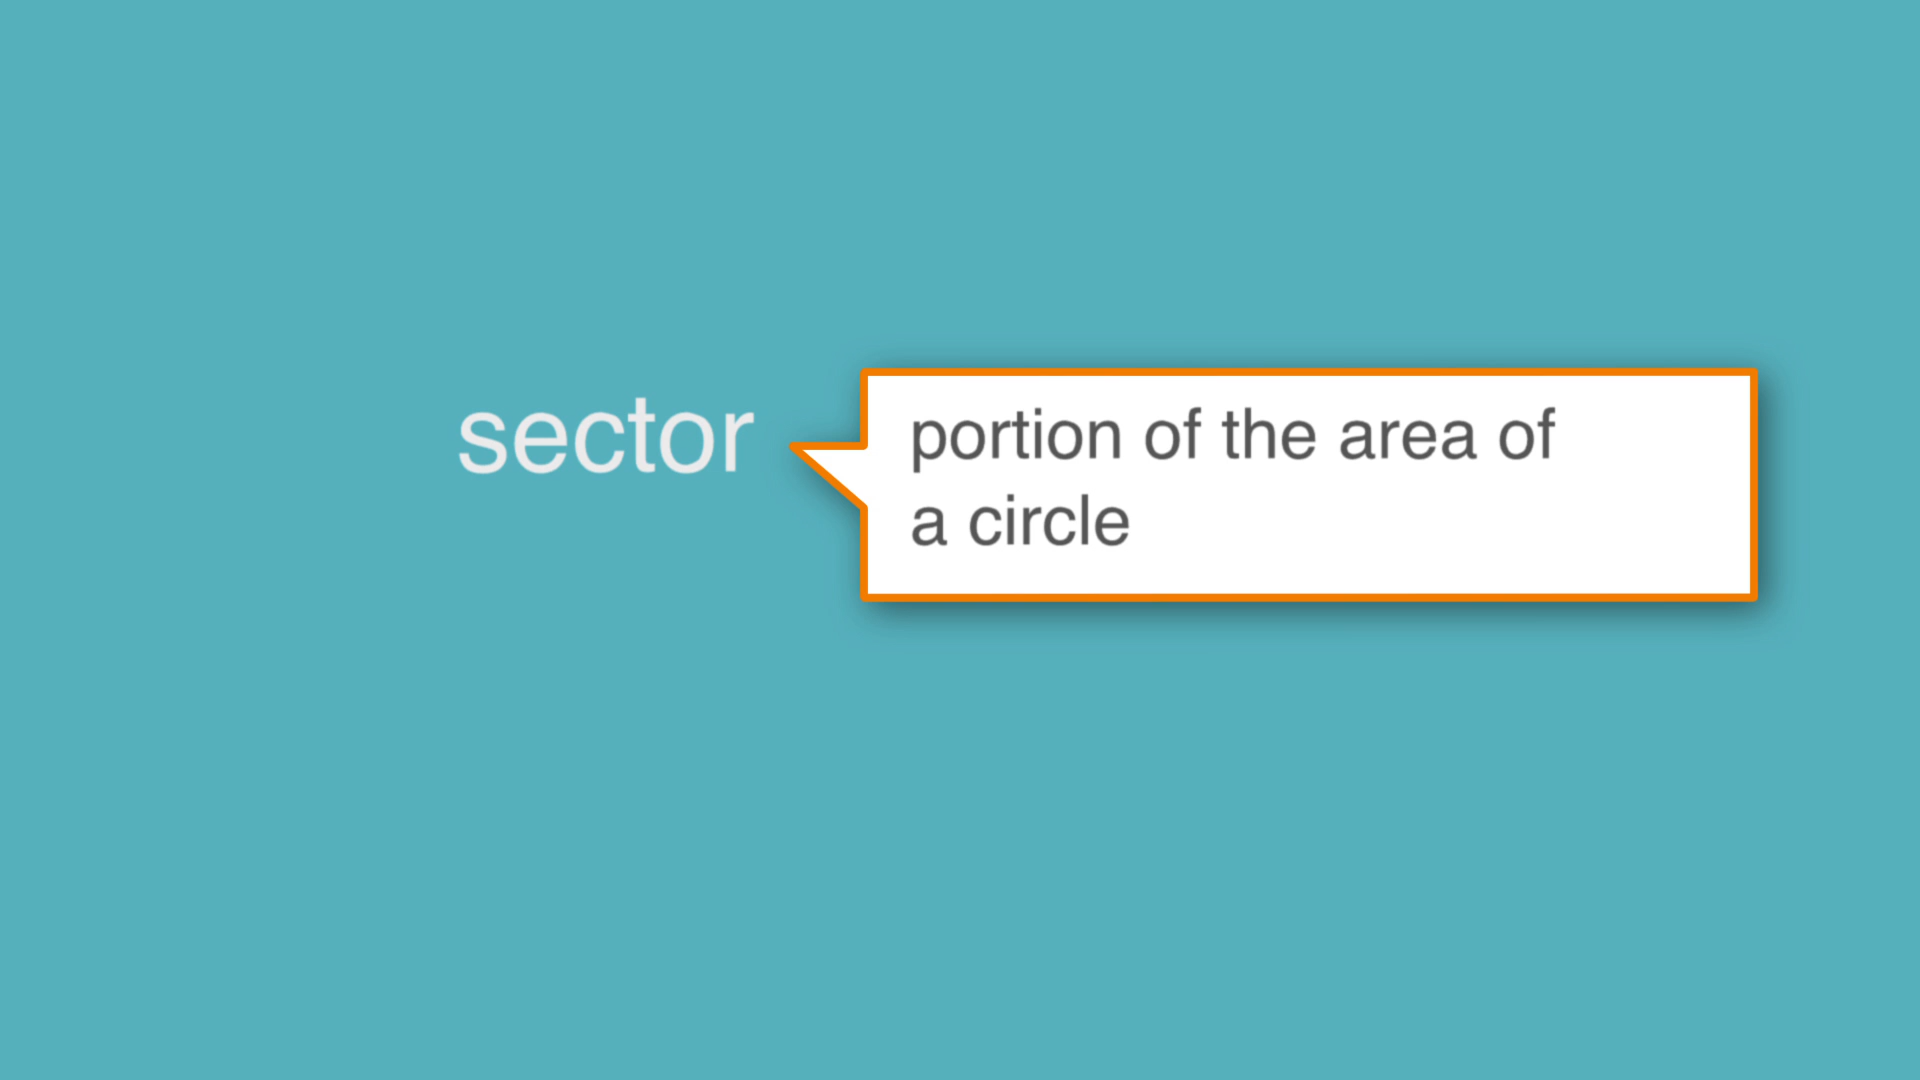 sector
portion of the area of
a circle